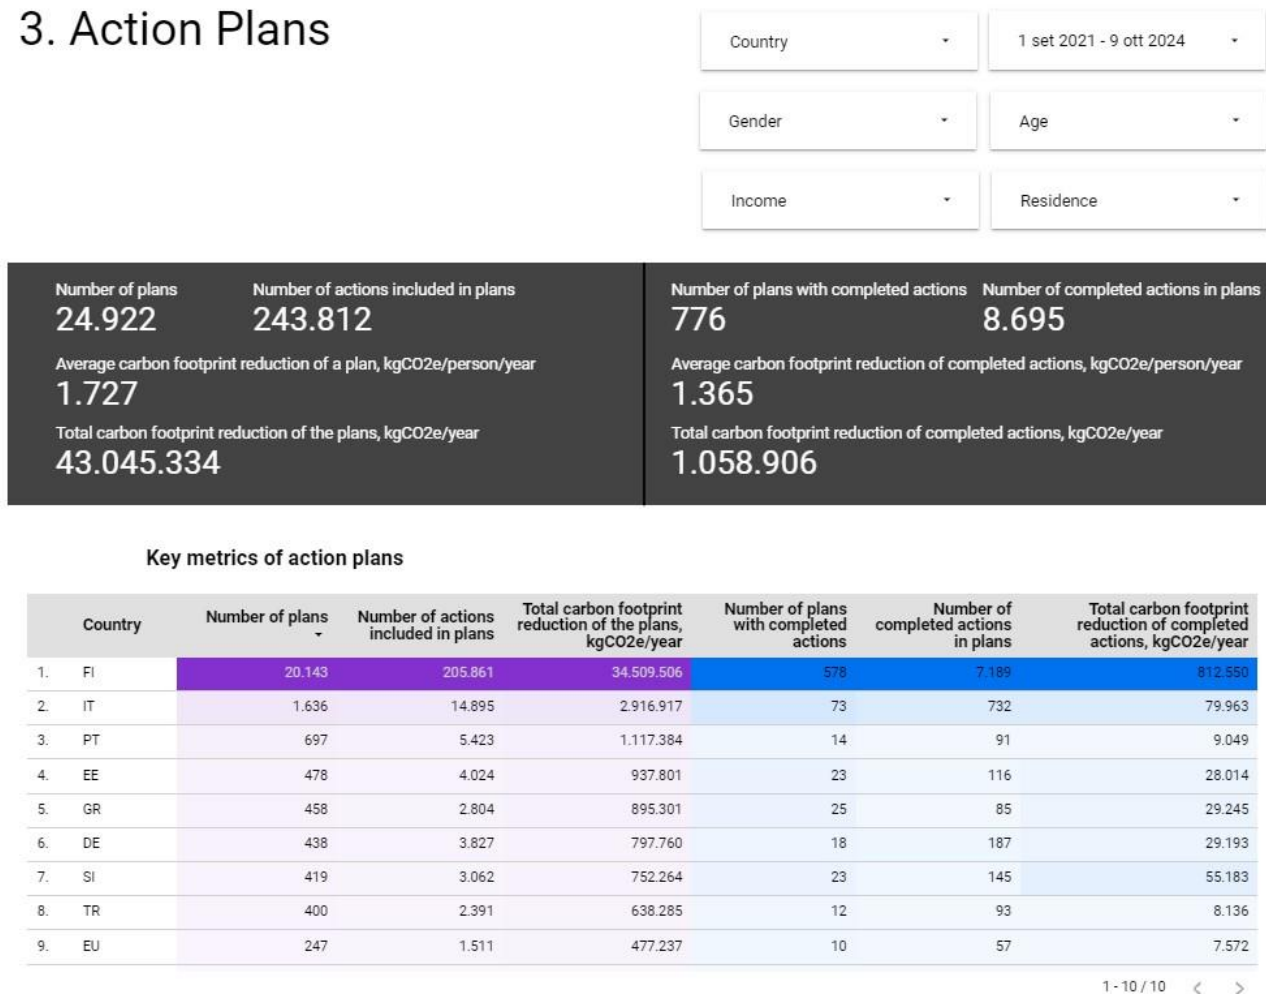 3. Action Plans
Country
1 set 2021 - 9 ott 2024
Gender
Age
Income
Residence
Number of plans
Number of actions included in plans
24.922
243.812
Average carbon footprint reduction of a plan, kgCO2e/person/year
1.727
Total carbon footprint reduction of the plans, kgCO2e/year
43.045.334
Number of plans with completed actions
Number of completed actions in plans
776
8.695
Average carbon footprint reduction of completed actions, kgCO2e/person/year
1.365
Total carbon footprint reduction of completed actions, kgCO2e/year
1.058.906
Key metrics of action plans
Country
Number of plans
Number of actions
included in plans
Total carbon footprint
reduction of the plans,
kgCO2e/year
Number of plans
with completed
actions
Number of
completed actions
in plans
Total carbon footprint
reduction of completed
actions, kgCO2e/year
1. FI 20.143 205.861 34.509.506 578 7.189 812.550
2. IT 1.636 14.895 2.916.917 73 732 79.963
3. PT 697 5.423 1.117.384 14 91 9.049
4. EE 478 4.024 937.801 23 116 28.014
5. GR 458 2.804 895.301 25 85 29.245
6. DE 438 3.827 797.760 18 187 29.193
7. SI 419 3.062 752.264 23 145 55.183
8. TR 400 2.391 638.285 12 93 8.136
9. EU 247 1.511 477.237 10 57 7.572
1 - 10 / 10